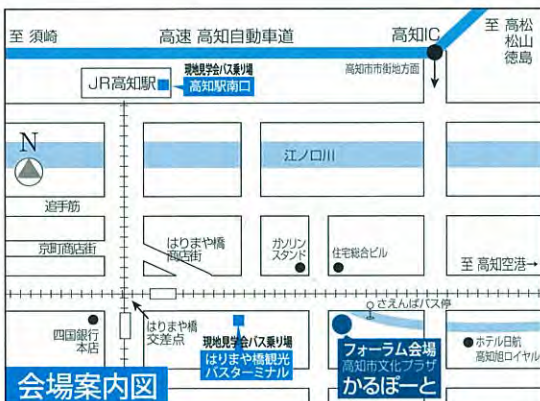 至 須崎
高速 高知自動車道
高知IC
至 高松
松山
徳島
現地見学会バス乗り場
高知駅南口
JR高知駅
高知市市街地方面
N
江ノ口川
追手筋
京町商店街
はりまや橋
商店街
ガソリン
スタンド
住宅総合ビル
至 高知空港→
さえんばバス停
四国銀行
本店
はりまや橋
交差点
現地見学会バス乗り場
はりまや橋観光
バスターミナル
フォーラム会場
高知市文化プラザ
かるぽーと
ホテル日航
高知旭ロイヤル
会場案内図